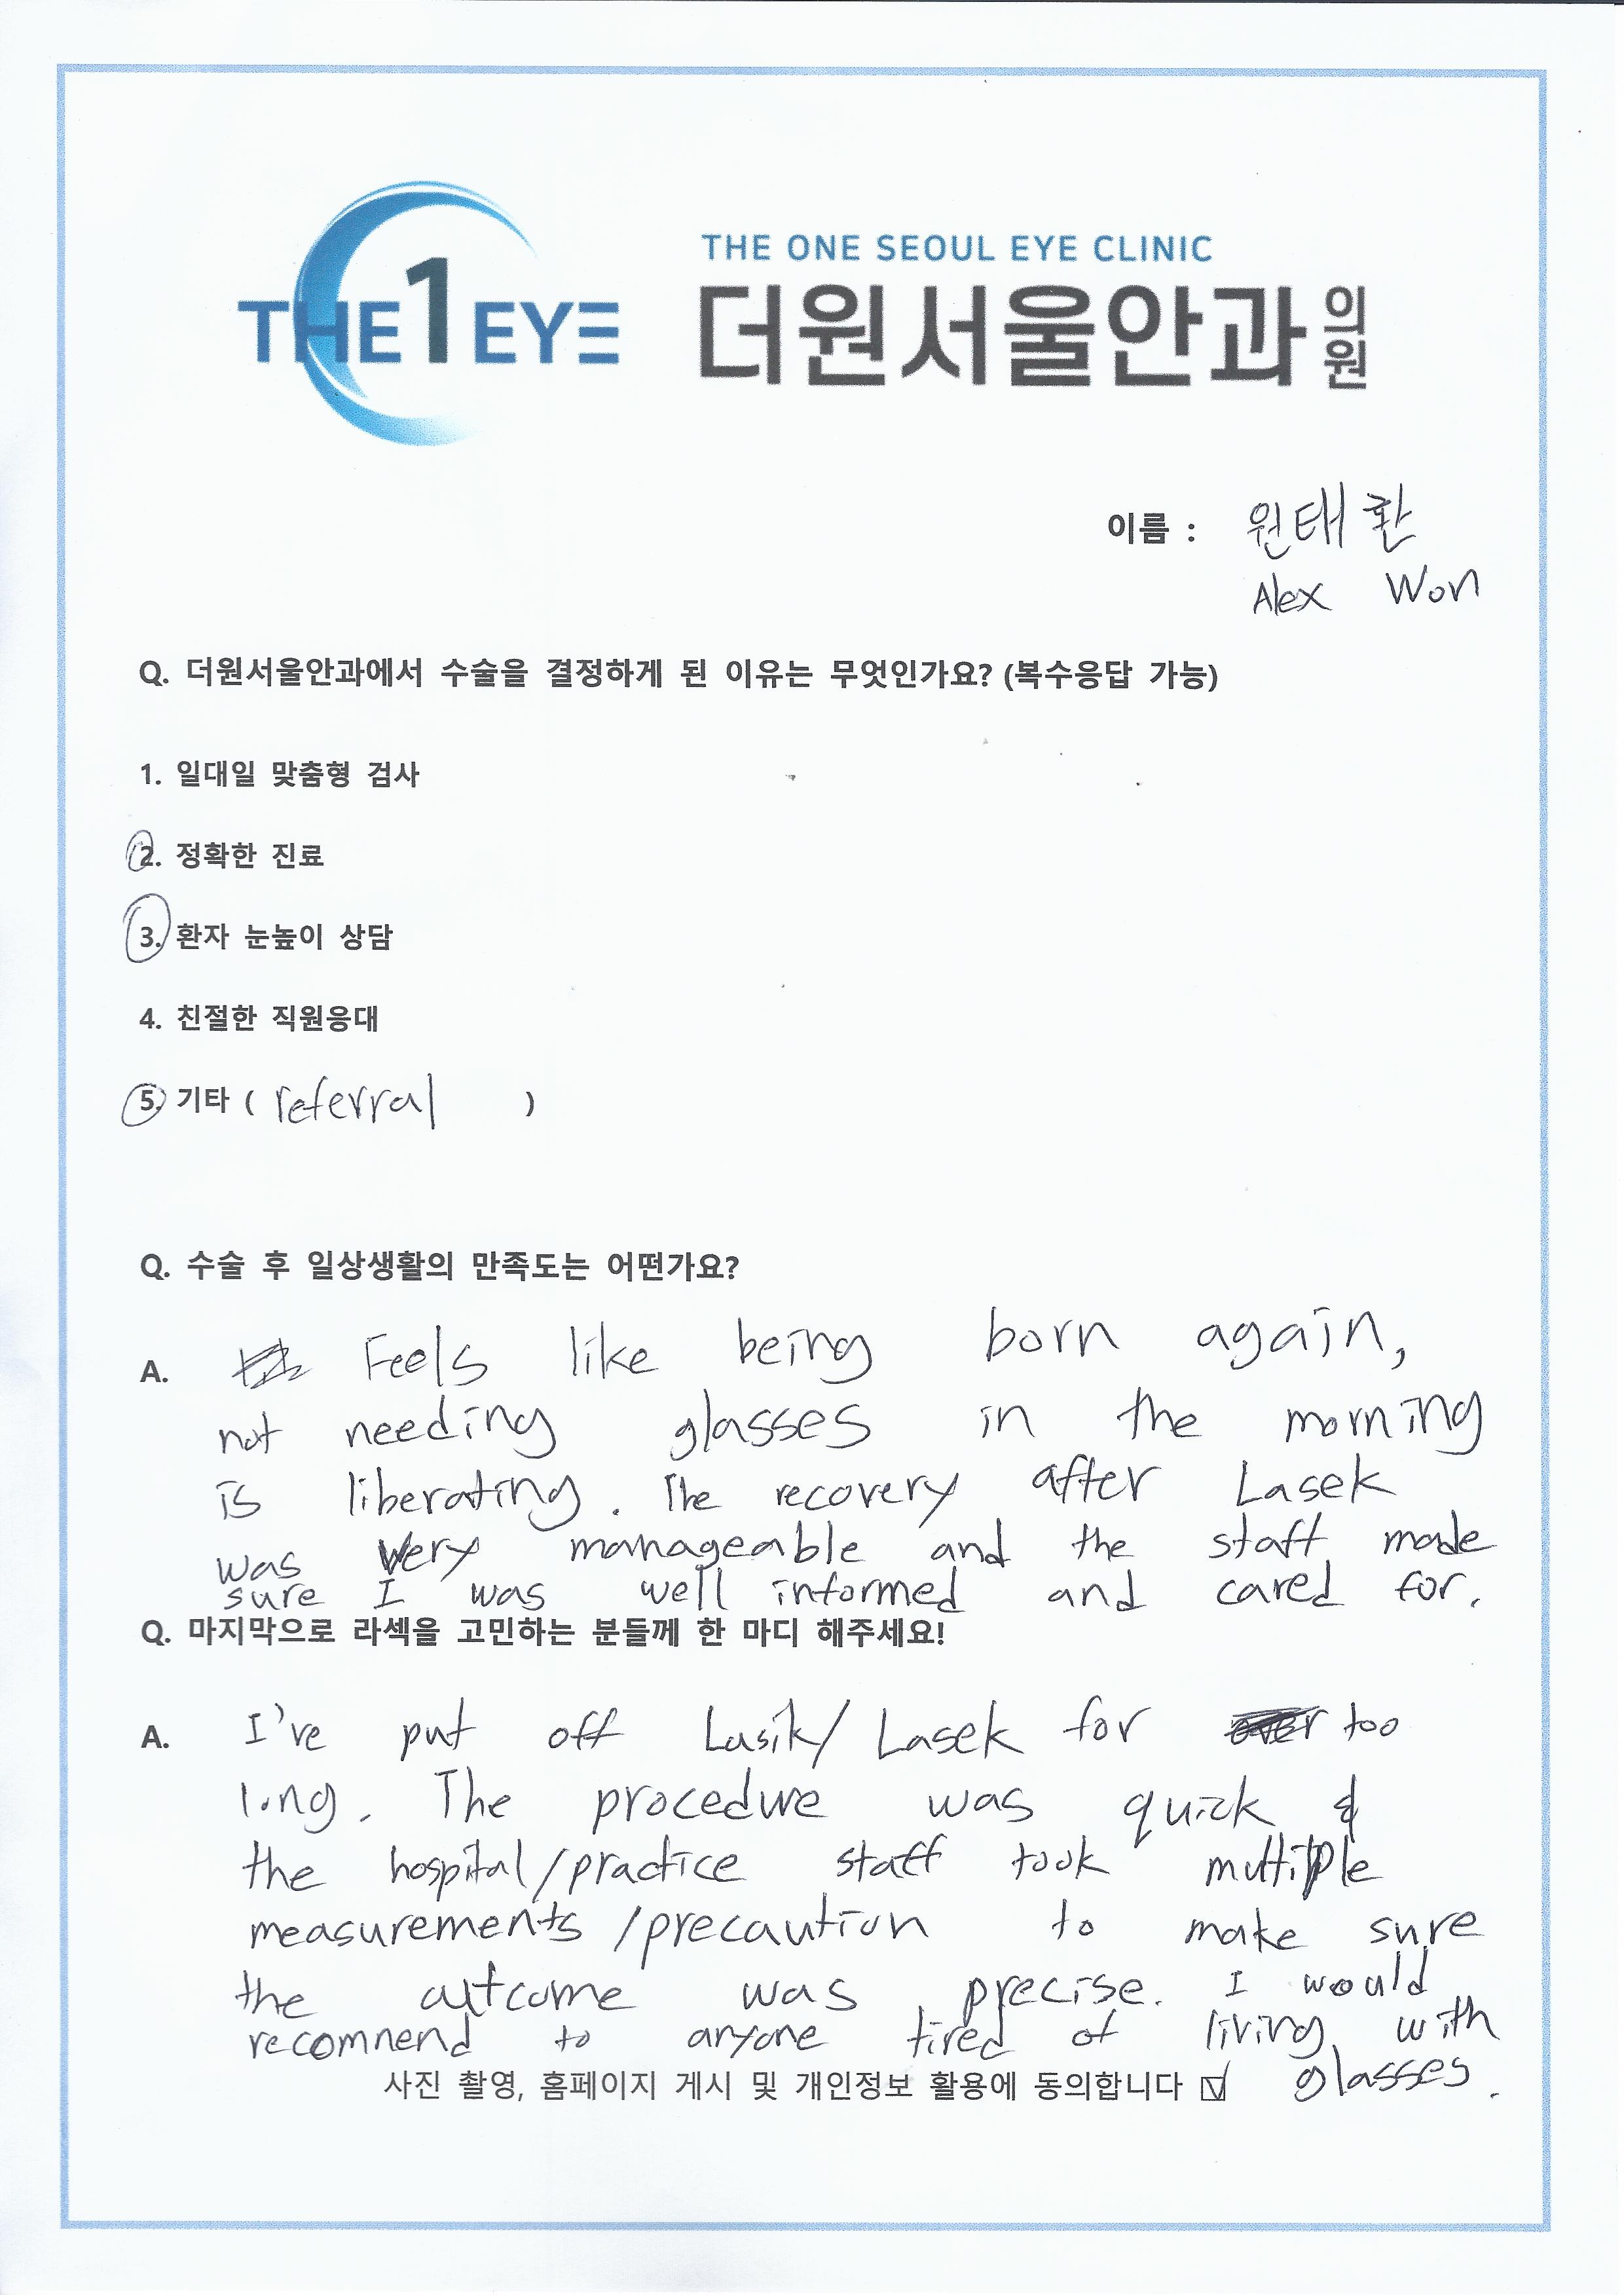 THE 1 EYE
THE ONE SEOUL EYE CLINIC
더원서울안과의원
이름 : 원태환
Alex Won
Q. 더원서울안과에서 수술을 결정하게 된 이유는 무엇인가요? (복수응답 가능)
1. 일대일 맞춤형 검사
2. 정확한 진료
3. 환자 눈높이 상담
4. 친절한 직원응대
5. 기타 ( referral )
Q. 수술 후 일상생활의 만족도는 어떤가요?
A. Feels like being born again,
not needing glasses in the morning
is liberating. The recovery after Lasek
was very manageable and the staff made
sure I was well informed and cared for.
Q. 마지막으로 라섹을 고민하는 분들께 한 마디 해주세요!
A. I've put off Lasik/ Lasek for too
long. The procedure was quick &
the hospital/practice staff took multiple
measurements /precaution to make sure
the outcome was precise. I would
recomnend to anyone tired of living with
glasses.
사진 촬영, 홈페이지 게시 및 개인정보 활용에 동의합니다 ☑